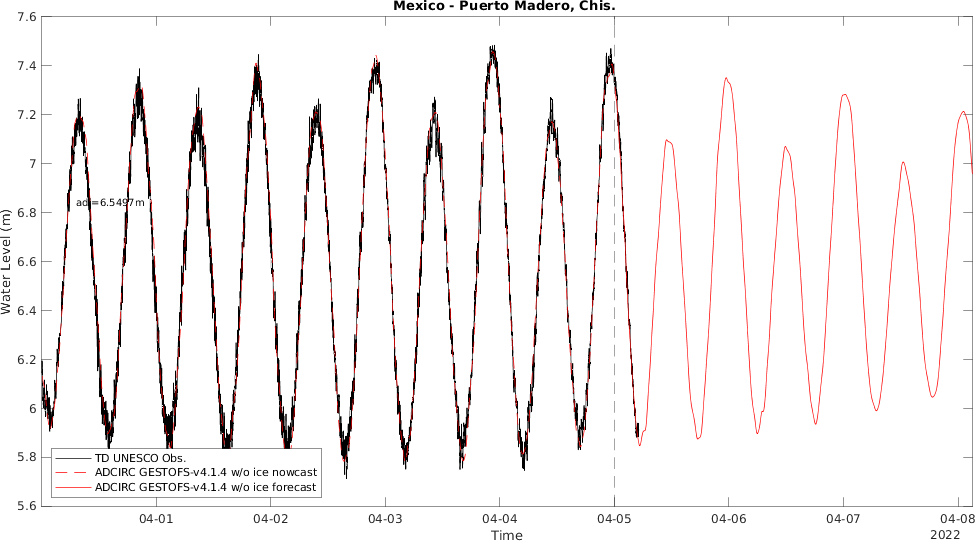 Mexico - Puerto Madero, Chis.
7.6
7.4
7.2
7
6.8
6.6
6.4
6.2
6
5.8
5.6
Water Level (m)
adj=6.5497m
TD UNESCO Obs.
ADCIRC GESTOFS-v4.1.4 w/o ice nowcast
ADCIRC GESTOFS-v4.1.4 w/o ice forecast
04-01 04-02 04-03 04-04 04-05 04-06 04-07 04-08
Time
2022